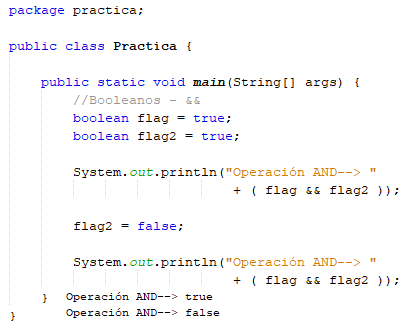 package practica;
public class Practica {
public static void main(String[] args) {
//Booleanos - &&
boolean flag = true;
boolean flag2 = true;
System.out.println("Operación AND--> "
+ ( flag && flag2 ));
flag2 = false;
System.out.println("Operación AND--> "
+ ( flag && flag2 ));
} Operación AND--> true
} Operación AND--> false